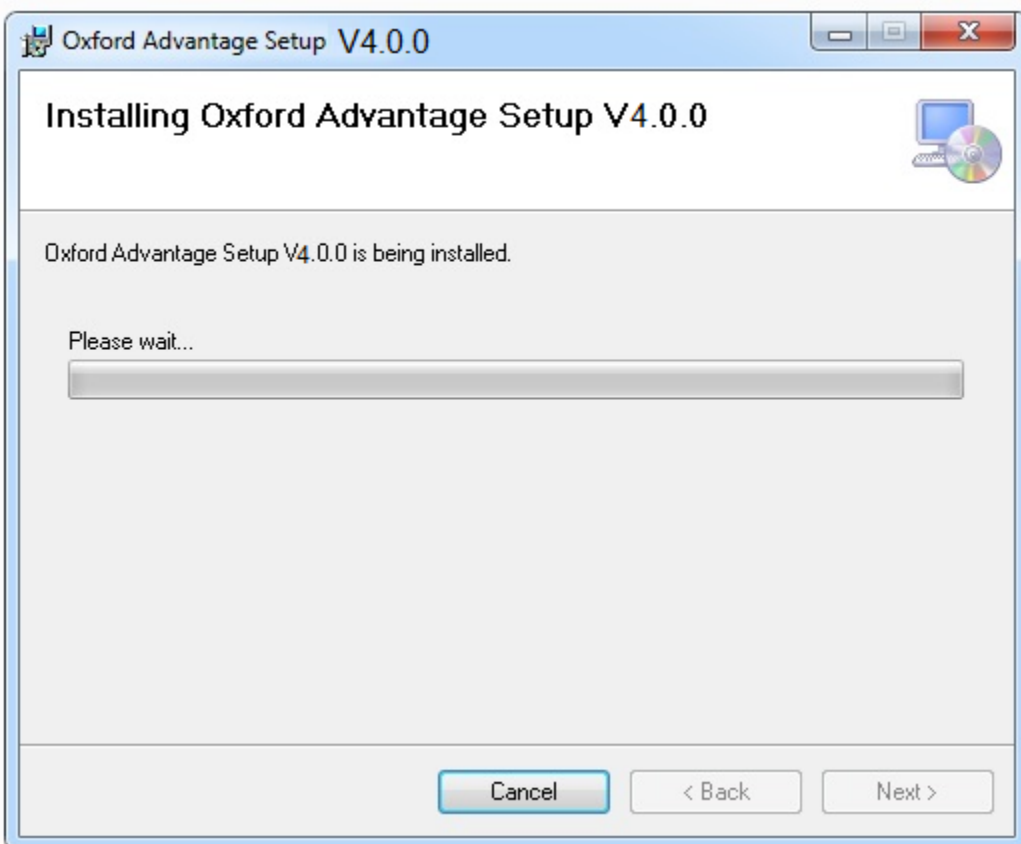 Oxford Advantage Setup V4.0.0
Installing Oxford Advantage Setup V4.0.0
Oxford Advantage Setup V4.0.0 is being installed.
Please wait...
Cancel
< Back
Next >